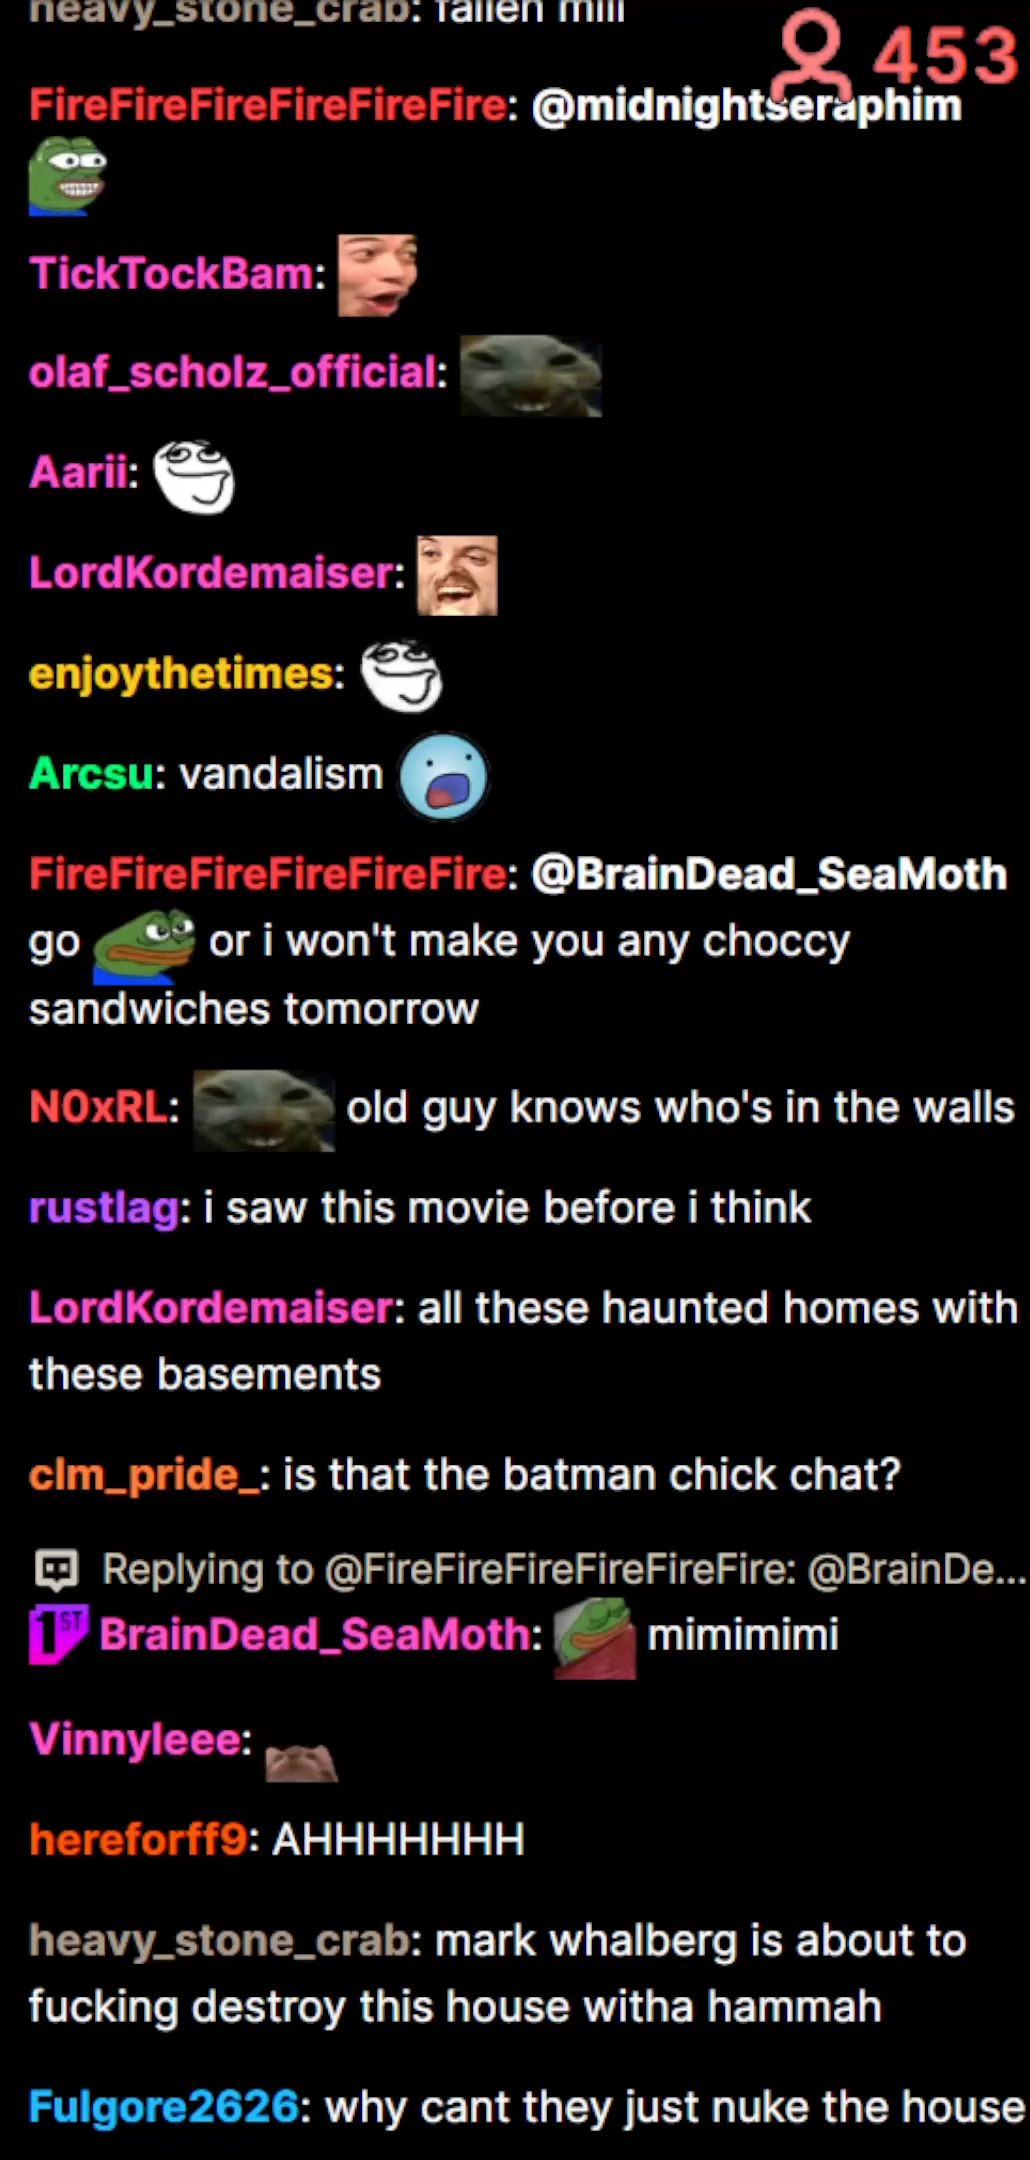 heavy_stone_crab: fallen mill
453
FireFireFireFireFireFire: @midnightseraphim
TickTockBam:
olaf_scholz_official:
Aarii:
LordKordemaiser:
enjoythetimes:
Arcsu: vandalism
FireFireFireFireFireFire: @BrainDead_SeaMoth
go or i won't make you any choccy
sandwiches tomorrow
N0xRL: old guy knows who's in the walls
rustlag: i saw this movie before i think
LordKordemaiser: all these haunted homes with
these basements
clm_pride_: is that the batman chick chat?
Replying to @FireFireFireFireFireFire: @BrainDe...
1ST BrainDead_SeaMoth: mimimimi
Vinnyleee:
hereforff9: AHHHHHHH
heavy_stone_crab: mark whalberg is about to
fucking destroy this house witha hammah
Fulgore2626: why cant they just nuke the house